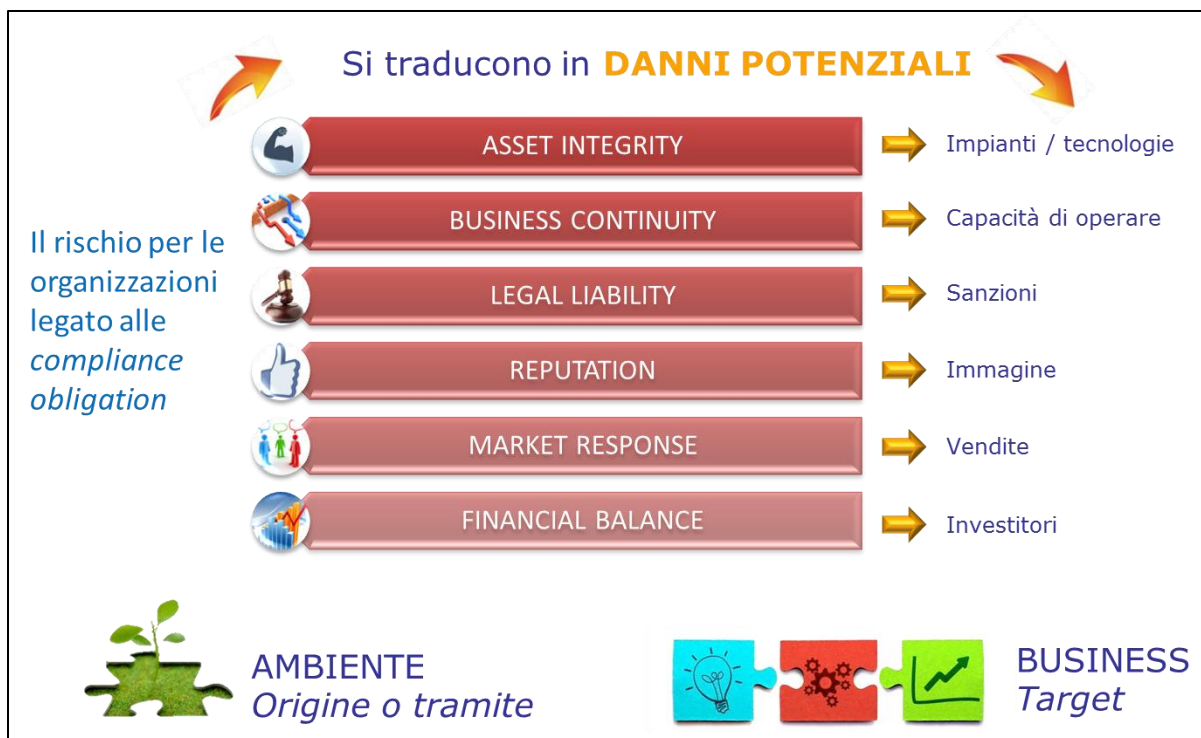 Si traducono in DANNI POTENZIALI
Il rischio per le
organizzazioni
legato alle
compliance
obligation
ASSET INTEGRITY
Impianti / tecnologie
BUSINESS CONTINUITY
Capacità di operare
LEGAL LIABILITY
Sanzioni
REPUTATION
Immagine
MARKET RESPONSE
Vendite
FINANCIAL BALANCE
Investitori
AMBIENTE
Origine o tramite
BUSINESS
Target